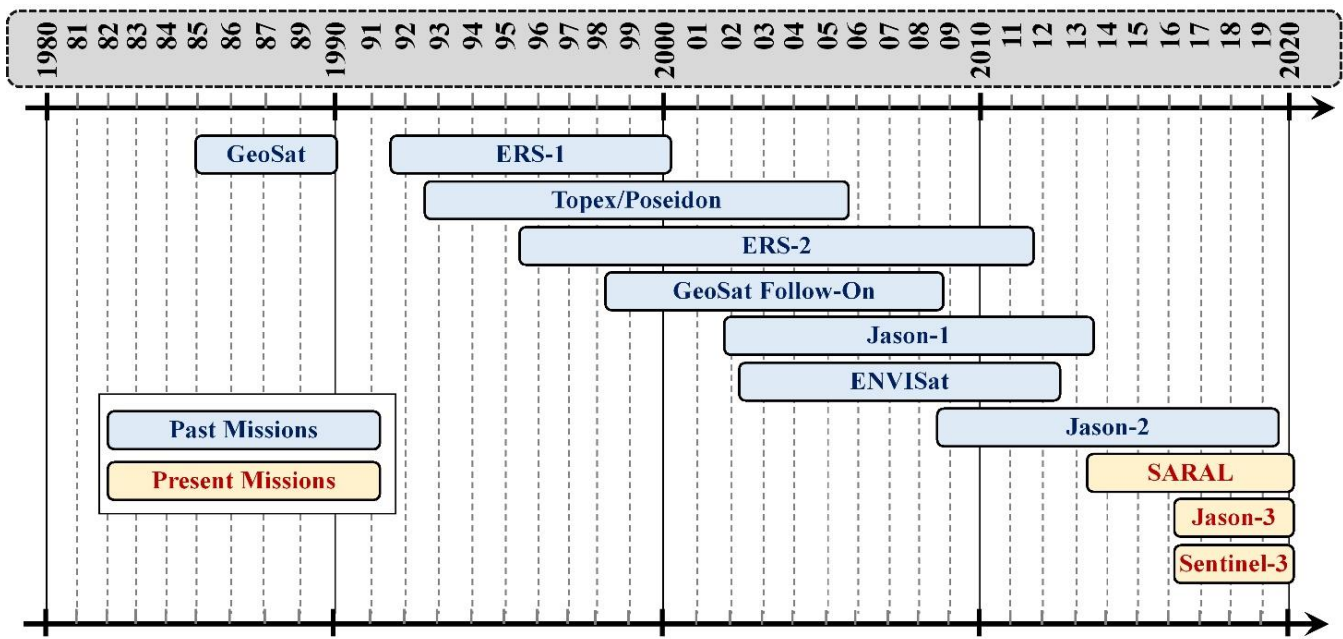 1980 81 82 83 84 85 86 87 88 89 1990 91 92 93 94 95 96 97 98 99 2000 01 02 03 04 05 06 07 08 09 2010 11 12 13 14 15 16 17 18 19 2020
GeoSat ERS-1
Topex/Poseidon
ERS-2
GeoSat Follow-On
Jason-1
ENVISat
Past Missions Jason-2
Present Missions SARAL
Jason-3
Sentinel-3